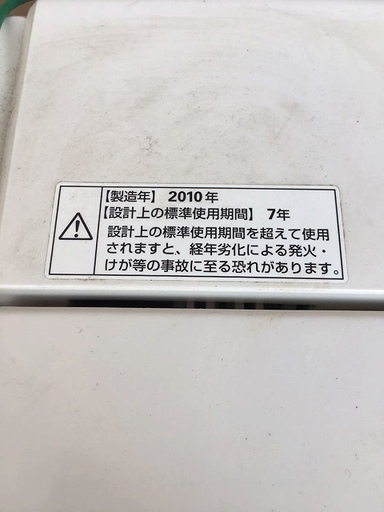 【製造年】 2010年
【設計上の標準使用期間】 7年
設計上の標準使用期間を超えて使用
されますと、経年劣化による発火・
けが等の事故に至る恐れがあります。